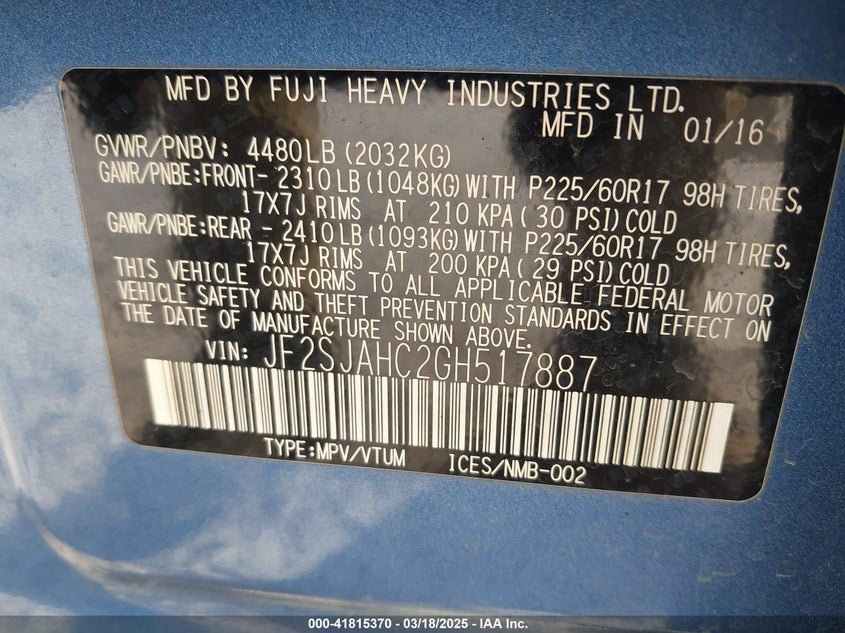 MFD BY FUJI HEAVY INDUSTRIES LTD.
MFD IN 01/16
GVWR/PNBV: 4480LB(2032KG)
GAWR/PNBE:FRONT- 2310LB(1048KG)WITH P225/60R17 98H TIRES,
17X7J RIMS AT 210 KPA(30 PSI)COLD
GAWR/PNBE:REAR - 2410LB(1093KG)WITH P225/60R17 98H TIRES,
17X7J RIMS AT 200 KPA(29 PSI)COLD
THIS VEHICLE CONFORMS TO ALL APPLICABLE FEDERAL MOTOR
VEHICLE SAFETY AND THEFT PREVENTION STANDARDS IN EFFECT ON
THE DATE OF MANUFACTURE SHOWN ABOVE.
VIN: JF2SJAHC2GH517887
TYPE:MPV/VTUM ICES/NMB-002
000-41815370 — 03/18/2025 — IAA Inc.